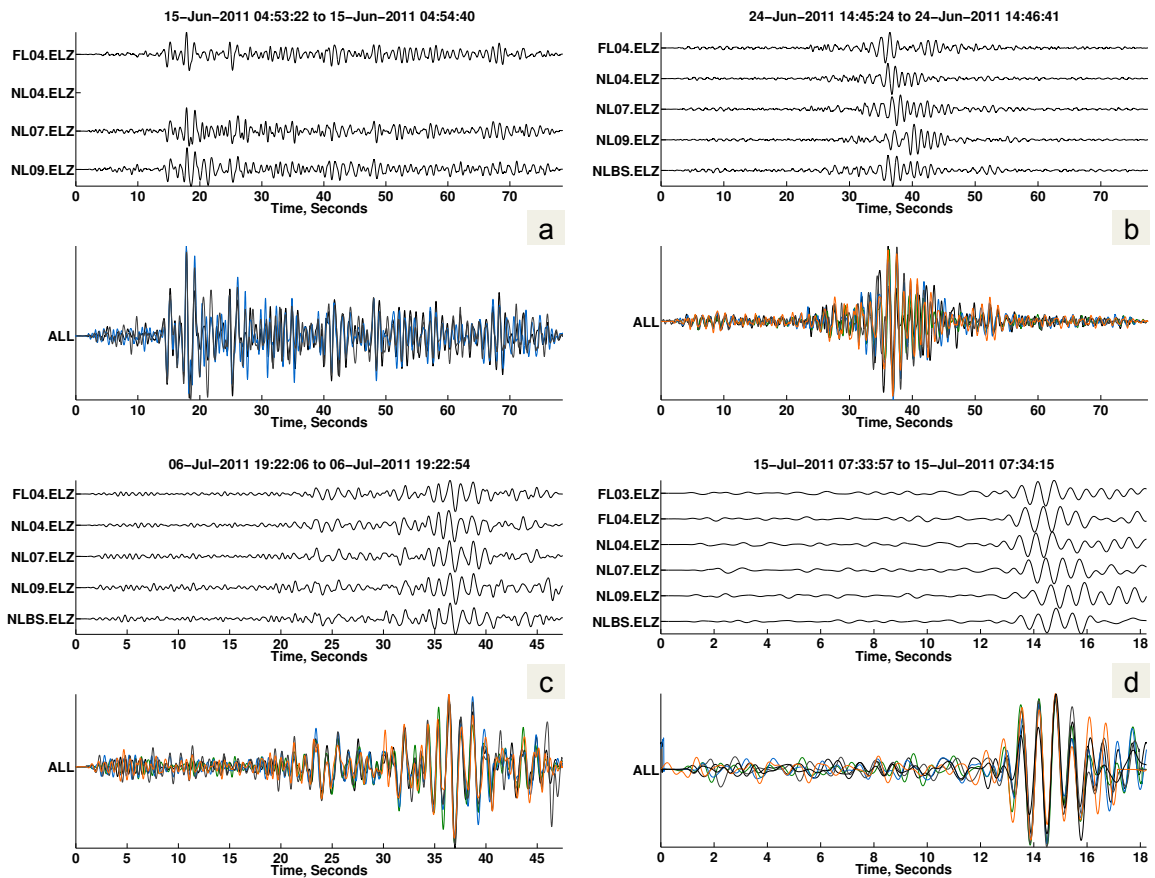 15-Jun-2011 04:53:22 to 15-Jun-2011 04:54:40
FL04.ELZ
NL04.ELZ
NL07.ELZ
NL09.ELZ
0 10 20 30 40 50 60 70
Time, Seconds
a
ALL
0 10 20 30 40 50 60 70
Time, Seconds
24-Jun-2011 14:45:24 to 24-Jun-2011 14:46:41
FL04.ELZ
NL04.ELZ
NL07.ELZ
NL09.ELZ
NLBS.ELZ
0 10 20 30 40 50 60 70
Time, Seconds
b
ALL
0 10 20 30 40 50 60 70
Time, Seconds
06-Jul-2011 19:22:06 to 06-Jul-2011 19:22:54
FL04.ELZ
NL04.ELZ
NL07.ELZ
NL09.ELZ
NLBS.ELZ
0 5 10 15 20 25 30 35 40 45
Time, Seconds
c
ALL
0 5 10 15 20 25 30 35 40 45
Time, Seconds
15-Jul-2011 07:33:57 to 15-Jul-2011 07:34:15
FL03.ELZ
FL04.ELZ
NL04.ELZ
NL07.ELZ
NL09.ELZ
NLBS.ELZ
0 2 4 6 8 10 12 14 16 18
Time, Seconds
d
ALL
0 2 4 6 8 10 12 14 16 18
Time, Seconds